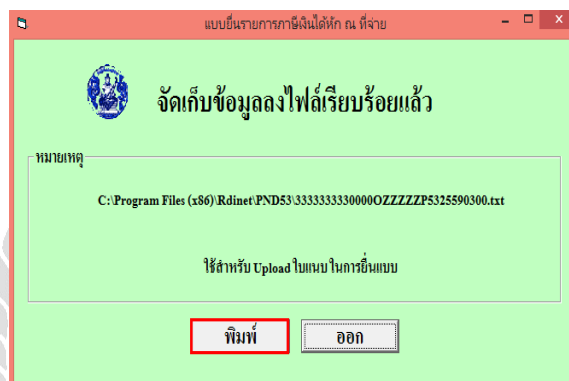 แบบยื่นรายการภาษีเงินได้หัก ณ ที่จ่าย
จัดเก็บข้อมูลลงไฟล์เรียบร้อยแล้ว
หมายเหตุ
C:\Program Files (x86)\Rdinet\PND53\3333333330000OZZZZZP5325590300.txt
ใช้สำหรับ Upload ใบแนบ ในการยื่นแบบ
พิมพ์
ออก